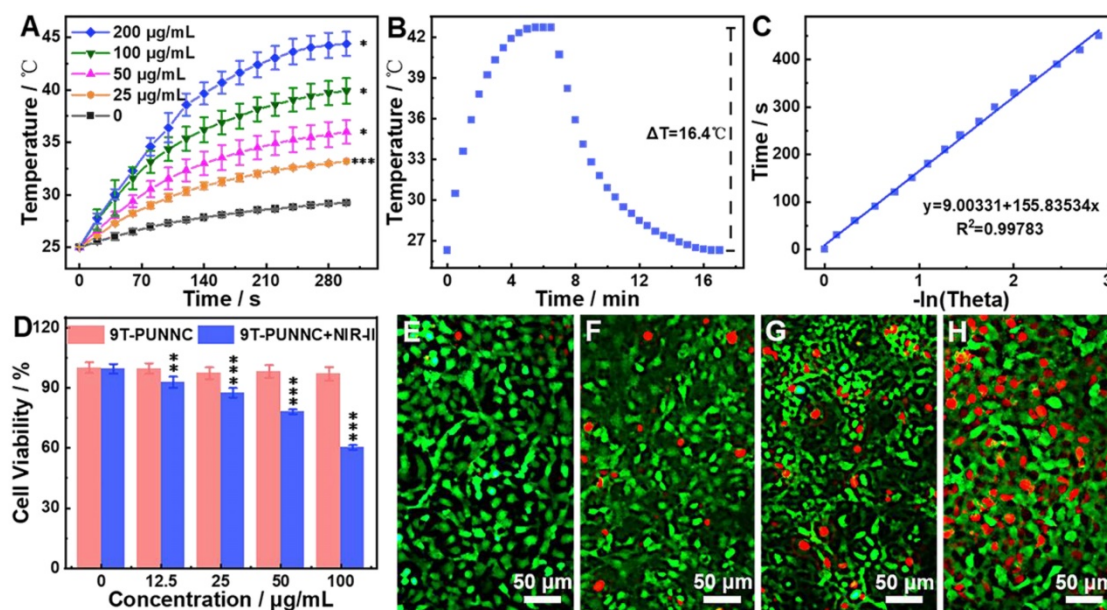 A
200 μg/mL
100 μg/mL
50 μg/mL
25 μg/mL
0
*
*
*
***
45
40
35
30
25
Temperature / ℃
0 70 140 210 280
Time / s
B
42
39
36
33
30
27
Temperature / ℃
ΔT=16.4℃
0 4 8 12 16
Time / min
C
400
300
200
100
0
Time / s
y=9.00331+155.83534x
R²=0.99783
0 1 2 3
-ln(Theta)
D
9T-PUNNC
9T-PUNNC+NIR-II
120
90
60
30
0
Cell Viability / %
**
***
***
***
0 12.5 25 50 100
Concentration / μg/mL
E
50 μm
F
50 μm
G
50 μm
H
50 μm